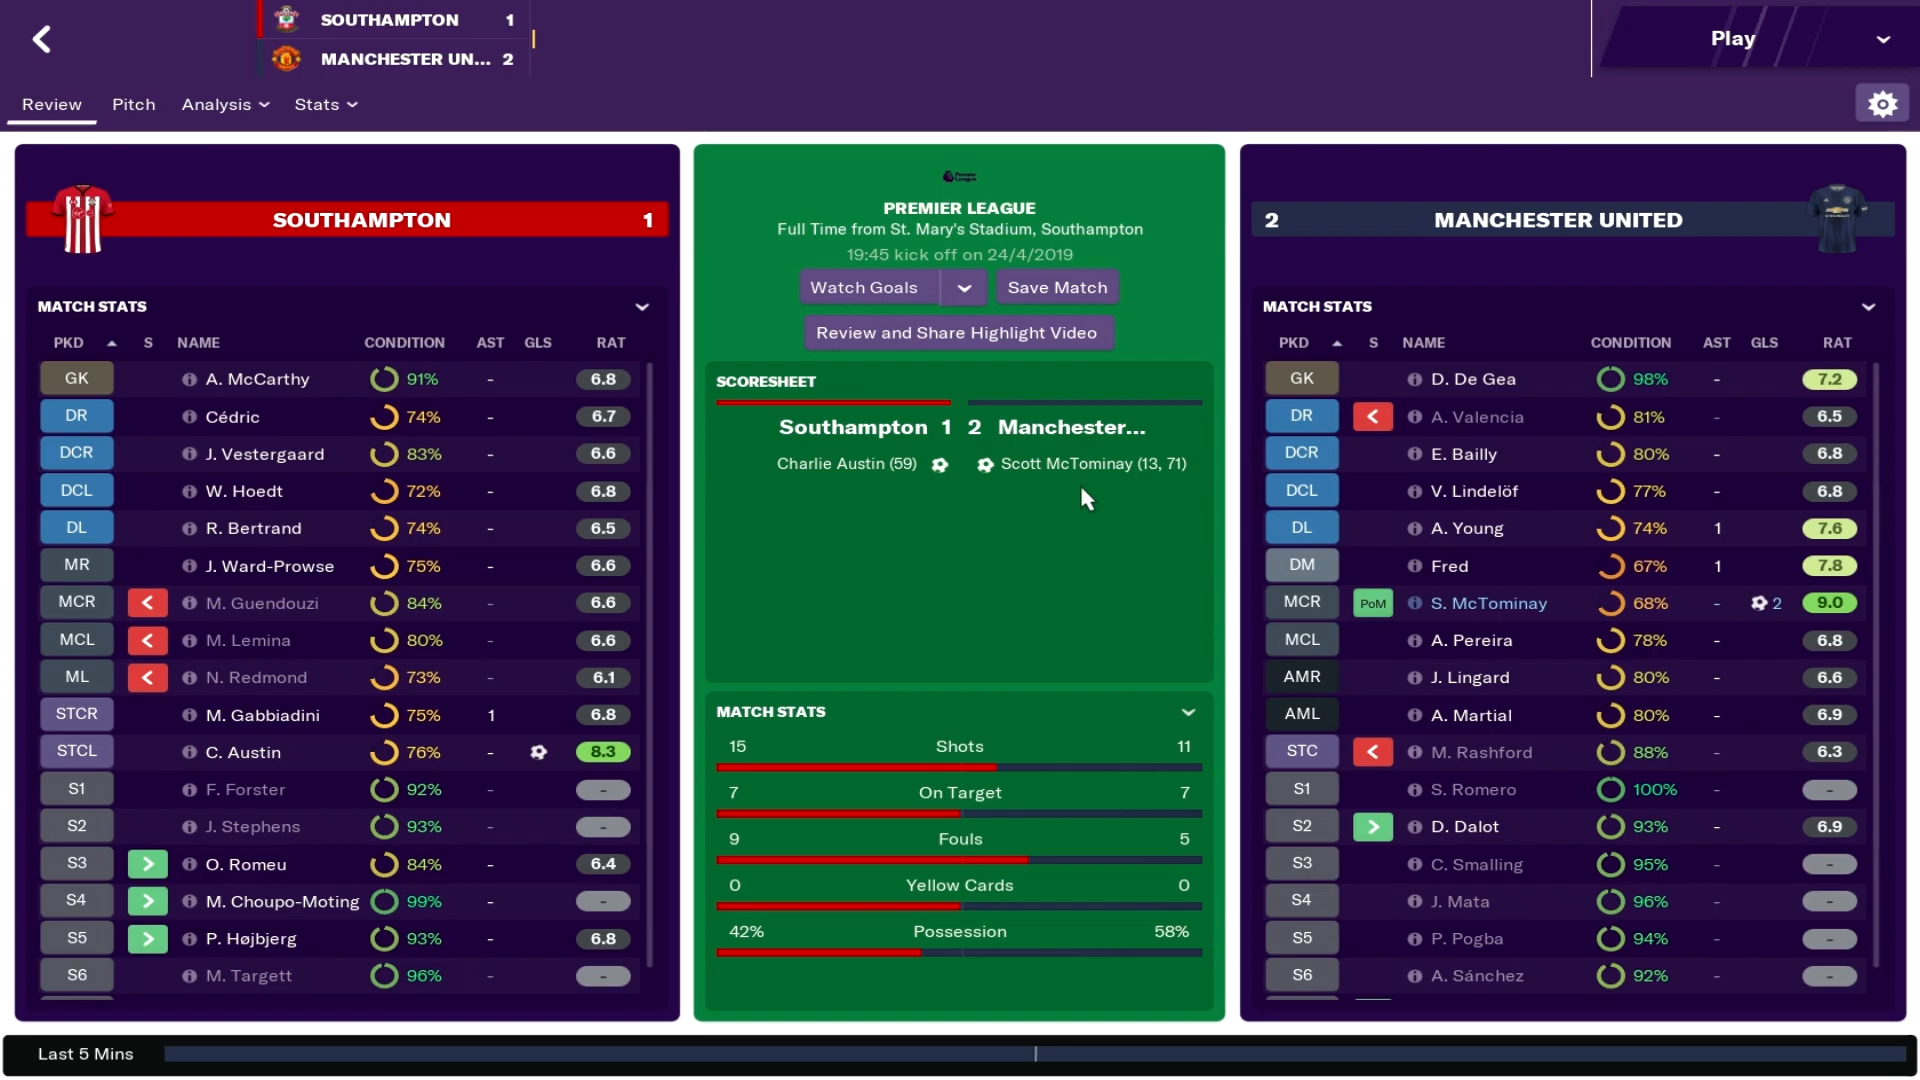 SOUTHAMPTON 1
MANCHESTER UN... 2
Play
Review Pitch Analysis Stats
SOUTHAMPTON 1
MATCH STATS
PKD S NAME CONDITION AST GLS RAT
GK A. McCarthy 91% - 6.8
DR Cédric 74% - 6.7
DCR J. Vestergaard 83% - 6.6
DCL W. Hoedt 72% - 6.8
DL R. Bertrand 74% - 6.5
MR J. Ward-Prowse 75% - 6.6
MCR M. Guendouzi 84% - 6.6
MCL M. Lemina 80% - 6.6
ML N. Redmond 73% - 6.1
STCR M. Gabbiadini 75% 1 6.8
STCL C. Austin 76% - 8.3
S1 F. Forster 92% - -
S2 J. Stephens 93% - -
S3 O. Romeu 84% - 6.4
S4 M. Choupo-Moting 99% - -
S5 P. Højbjerg 93% - 6.8
S6 M. Targett 96% - -
Premier League
PREMIER LEAGUE
Full Time from St. Mary's Stadium, Southampton
19:45 kick off on 24/4/2019
Watch Goals Save Match
Review and Share Highlight Video
SCORESHEET
Southampton 1 2 Manchester...
Charlie Austin (59) Scott McTominay (13, 71)
MATCH STATS
15 Shots 11
7 On Target 7
9 Fouls 5
0 Yellow Cards 0
42% Possession 58%
2 MANCHESTER UNITED
MATCH STATS
PKD S NAME CONDITION AST GLS RAT
GK D. De Gea 98% - 7.2
DR A. Valencia 81% - 6.5
DCR E. Bailly 80% - 6.8
DCL V. Lindelöf 77% - 6.8
DL A. Young 74% 1 7.6
DM Fred 67% 1 7.8
MCR PoM S. McTominay 68% - 2 9.0
MCL A. Pereira 78% - 6.8
AMR J. Lingard 80% - 6.6
AML A. Martial 80% - 6.9
STC M. Rashford 88% - 6.3
S1 S. Romero 100% - -
S2 D. Dalot 93% - 6.9
S3 C. Smalling 95% - -
S4 J. Mata 96% - -
S5 P. Pogba 94% - -
S6 A. Sánchez 92% - -
Last 5 Mins